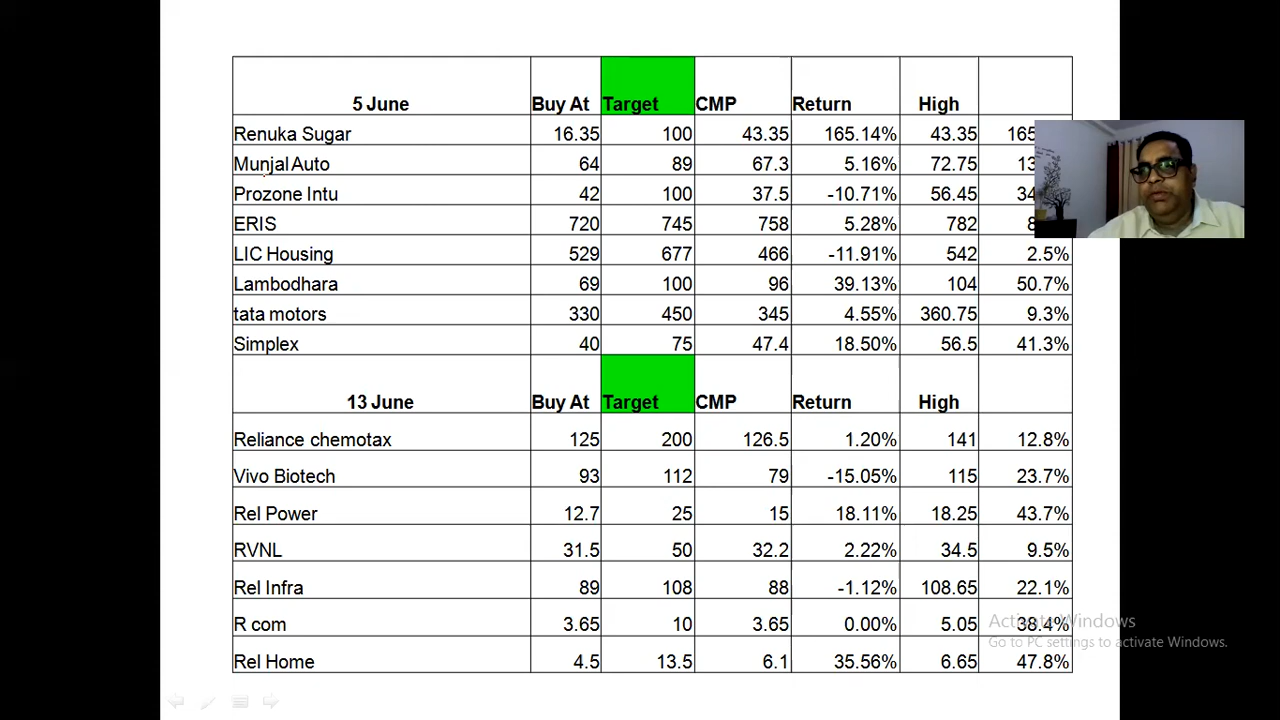 5 June Buy At Target CMP Return High
Renuka Sugar 16.35 100 43.35 165.14% 43.35 165
Munjal Auto 64 89 67.3 5.16% 72.75 13
Prozone Intu 42 100 37.5 -10.71% 56.45 34
ERIS 720 745 758 5.28% 782 8
LIC Housing 529 677 466 -11.91% 542 2.5%
Lambodhara 69 100 96 39.13% 104 50.7%
tata motors 330 450 345 4.55% 360.75 9.3%
Simplex 40 75 47.4 18.50% 56.5 41.3%
13 June Buy At Target CMP Return High
Reliance chemotax 125 200 126.5 1.20% 141 12.8%
Vivo Biotech 93 112 79 -15.05% 115 23.7%
Rel Power 12.7 25 15 18.11% 18.25 43.7%
RVNL 31.5 50 32.2 2.22% 34.5 9.5%
Rel Infra 89 108 88 -1.12% 108.65 22.1%
R com 3.65 10 3.65 0.00% 5.05 38.4%
Rel Home 4.5 13.5 6.1 35.56% 6.65 47.8%
Activate Windows
Go to PC settings to activate Windows.